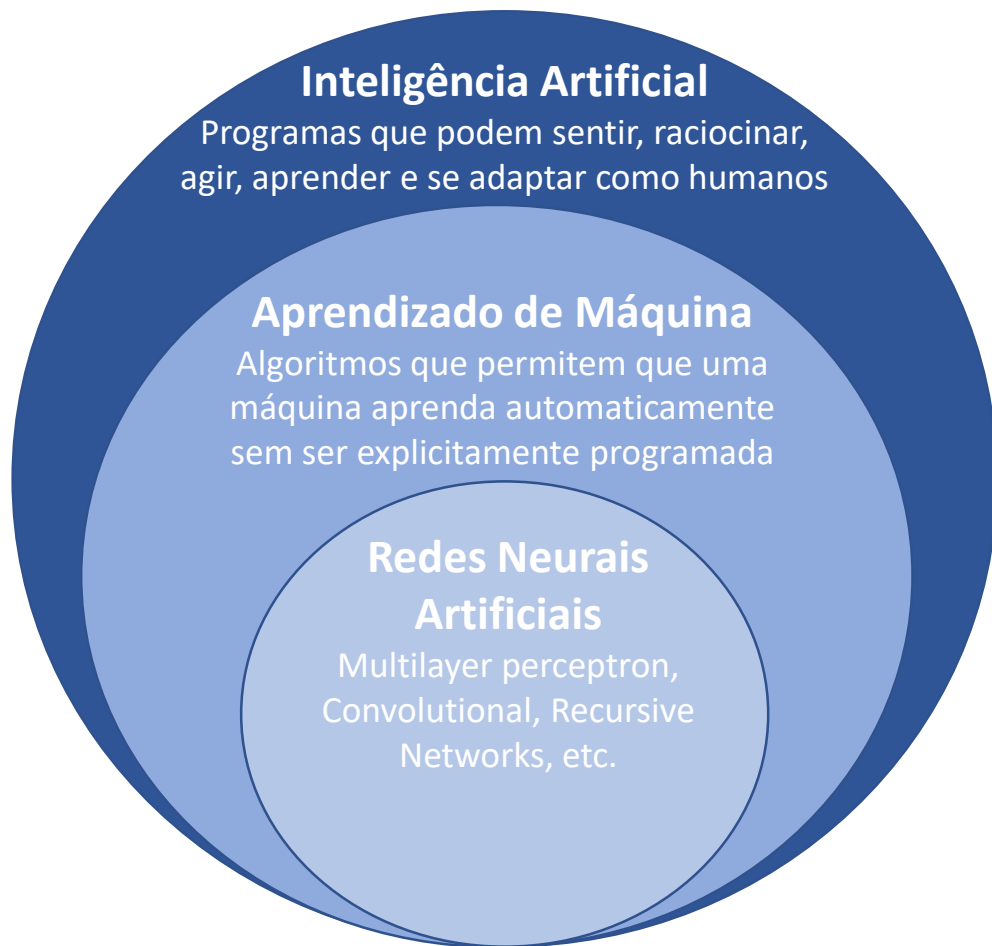 Inteligência Artificial
Programas que podem sentir, raciocinar,
agir, aprender e se adaptar como humanos
Aprendizado de Máquina
Algoritmos que permitem que uma
máquina aprenda automaticamente
sem ser explicitamente programada
Redes Neurais
Artificiais
Multilayer perceptron,
Convolutional, Recursive
Networks, etc.